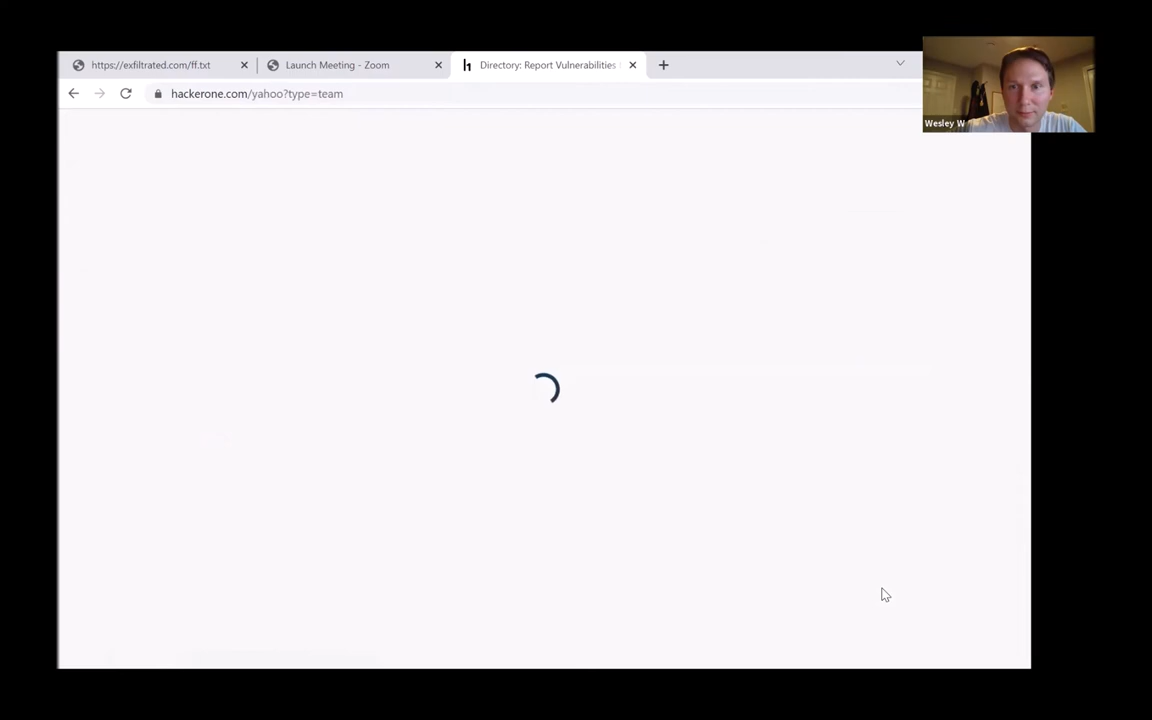 https://exfiltrated.com/ff.txt
Launch Meeting - Zoom
Directory: Report Vulnerabilities
hackerone.com/yahoo?type=team
Wesley W